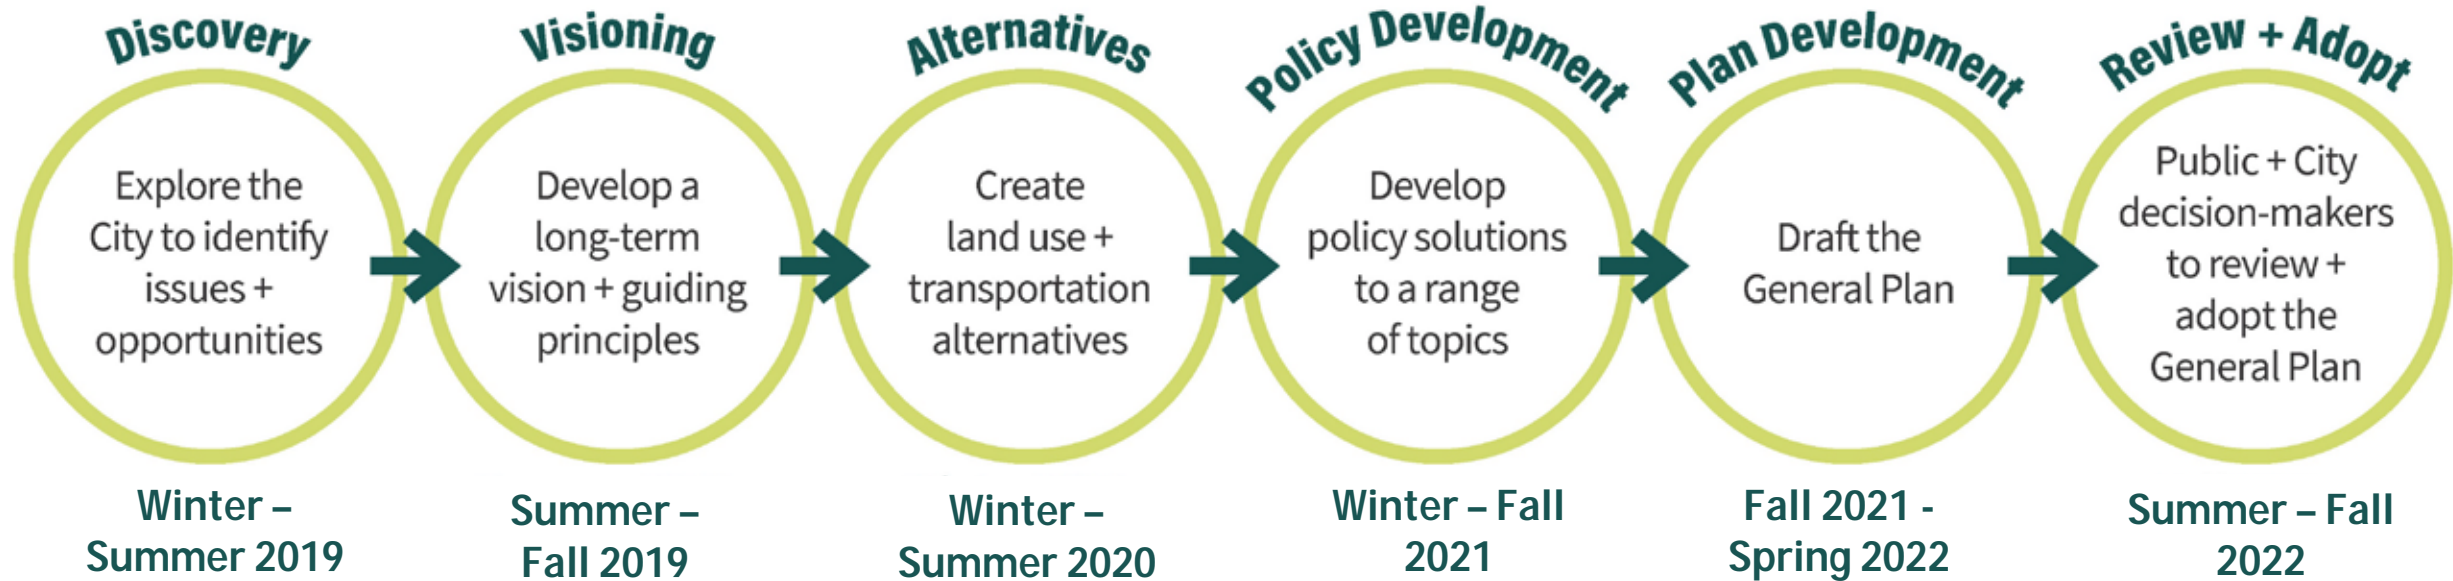 Discovery
Explore the
City to identify
issues +
opportunities
Winter –
Summer 2019
Visioning
Develop a
long-term
vision + guiding
principles
Summer –
Fall 2019
Alternatives
Create
land use +
transportation
alternatives
Winter –
Summer 2020
Policy Development
Develop
policy solutions
to a range
of topics
Winter – Fall
2021
Plan Development
Draft the
General Plan
Fall 2021 -
Spring 2022
Review + Adopt
Public + City
decision-makers
to review +
adopt the
General Plan
Summer – Fall
2022